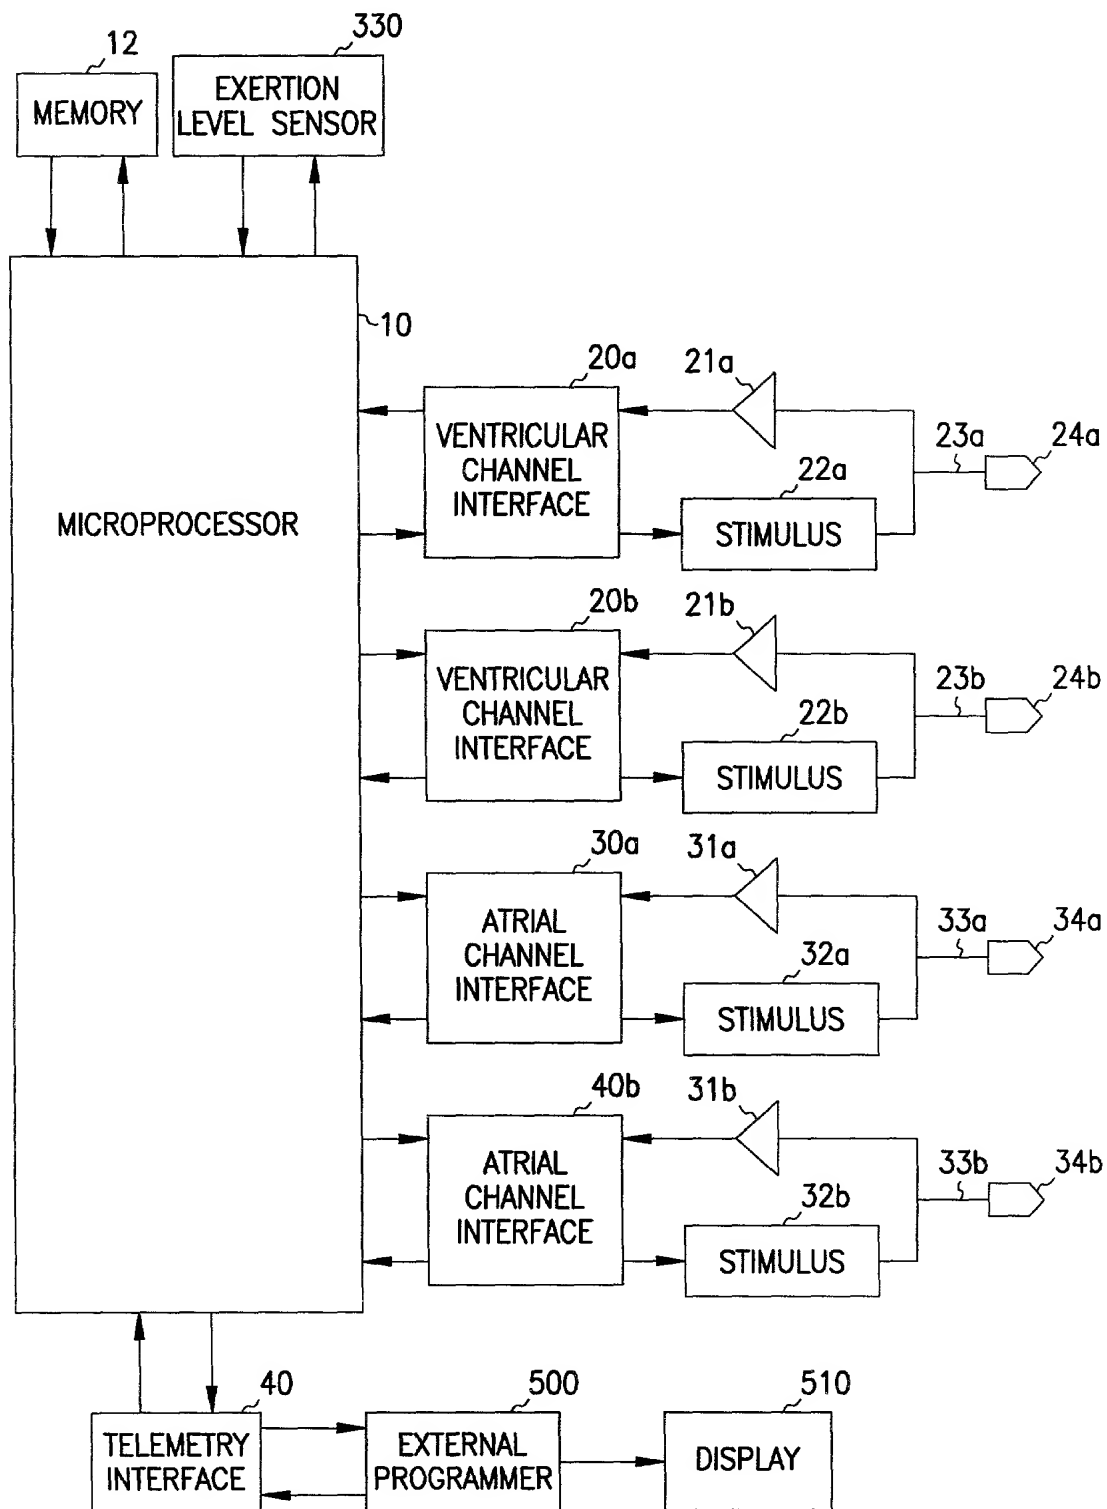 12
330
MEMORY
EXERTION
LEVEL SENSOR
10
MICROPROCESSOR
20a
21a
VENTRICULAR
CHANNEL
INTERFACE
22a
STIMULUS
23a
24a
20b
21b
VENTRICULAR
CHANNEL
INTERFACE
22b
STIMULUS
23b
24b
30a
31a
ATRIAL
CHANNEL
INTERFACE
32a
STIMULUS
33a
34a
40b
31b
ATRIAL
CHANNEL
INTERFACE
32b
STIMULUS
33b
34b
40
TELEMETRY
INTERFACE
500
EXTERNAL
PROGRAMMER
510
DISPLAY